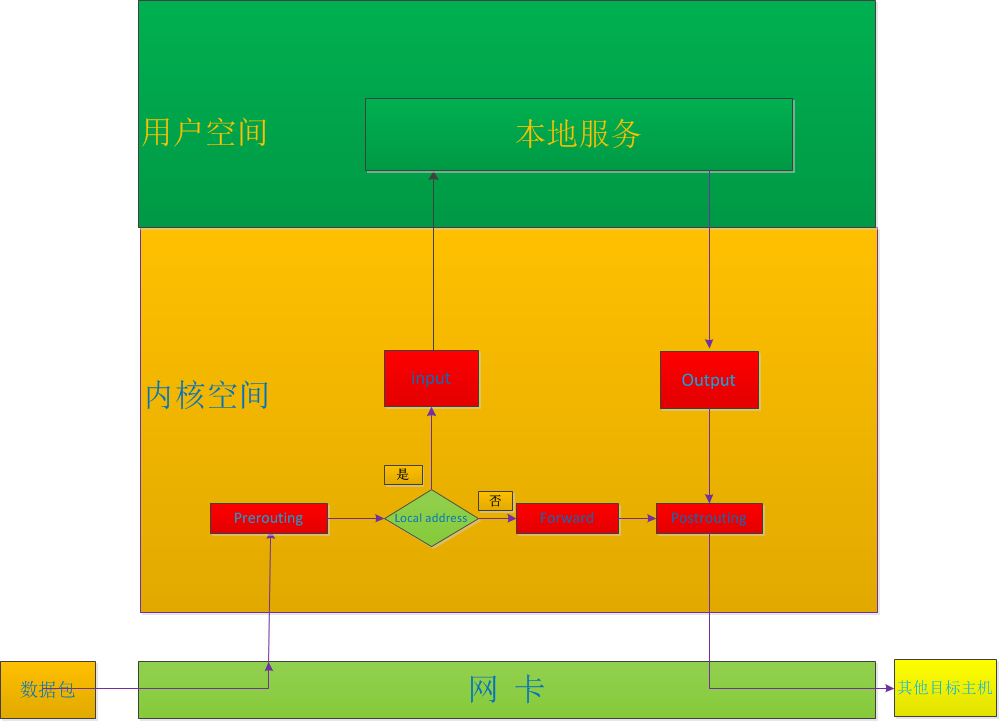 本地服务
用户空间
input
Output
内核空间
是
否
Prerouting
Local address
Forward
Postrouting
数据包
网 卡
其他目标主机